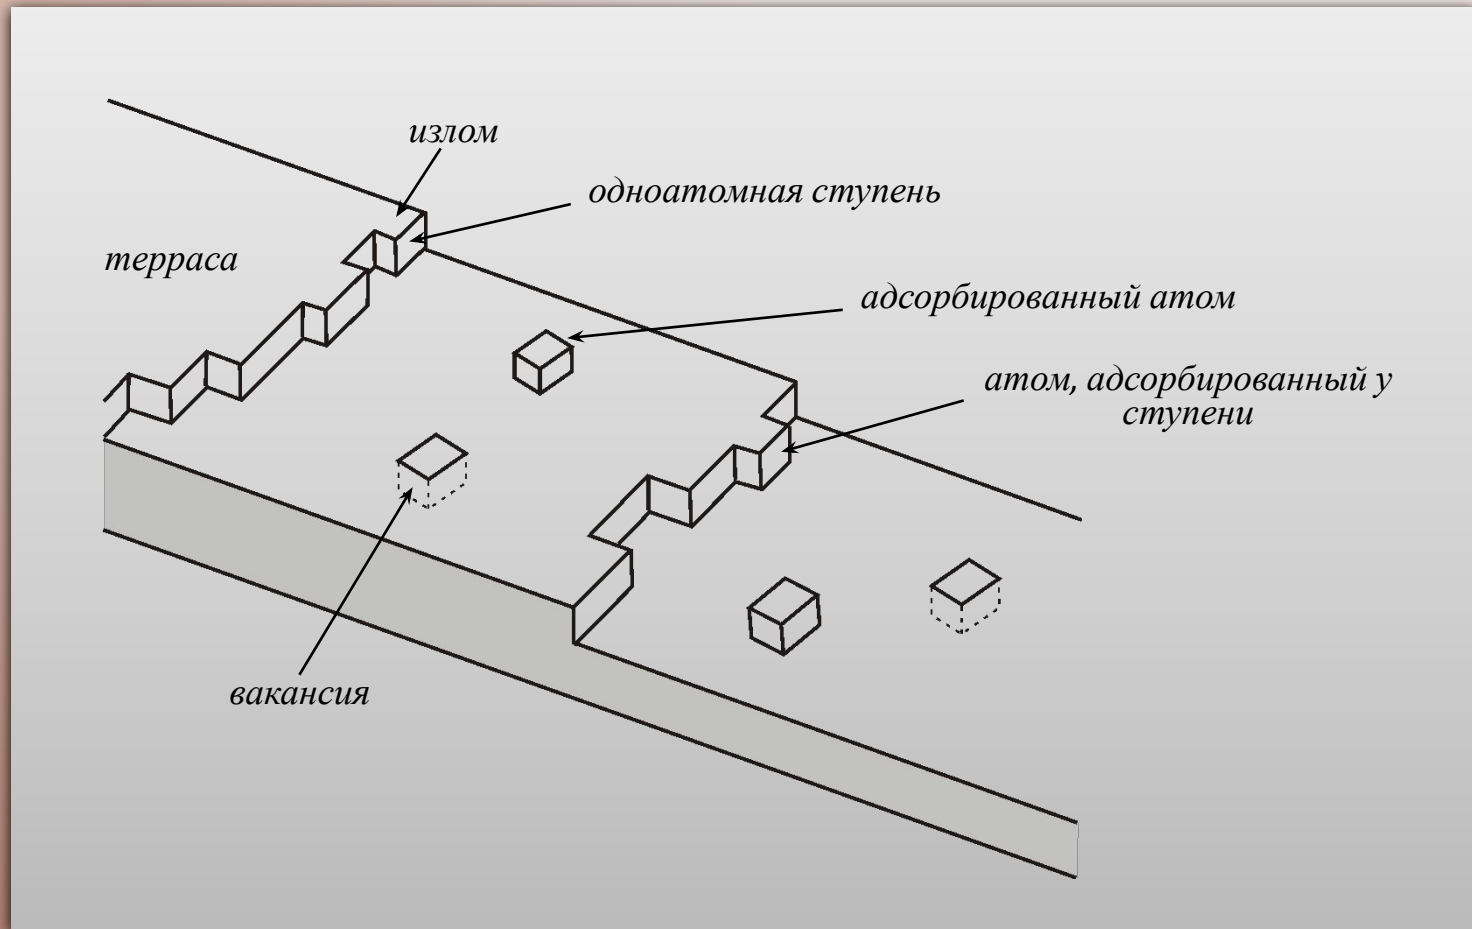 излом
одноатомная ступень
терраса
адсорбированный атом
атом, адсорбированный у
ступени
вакансия